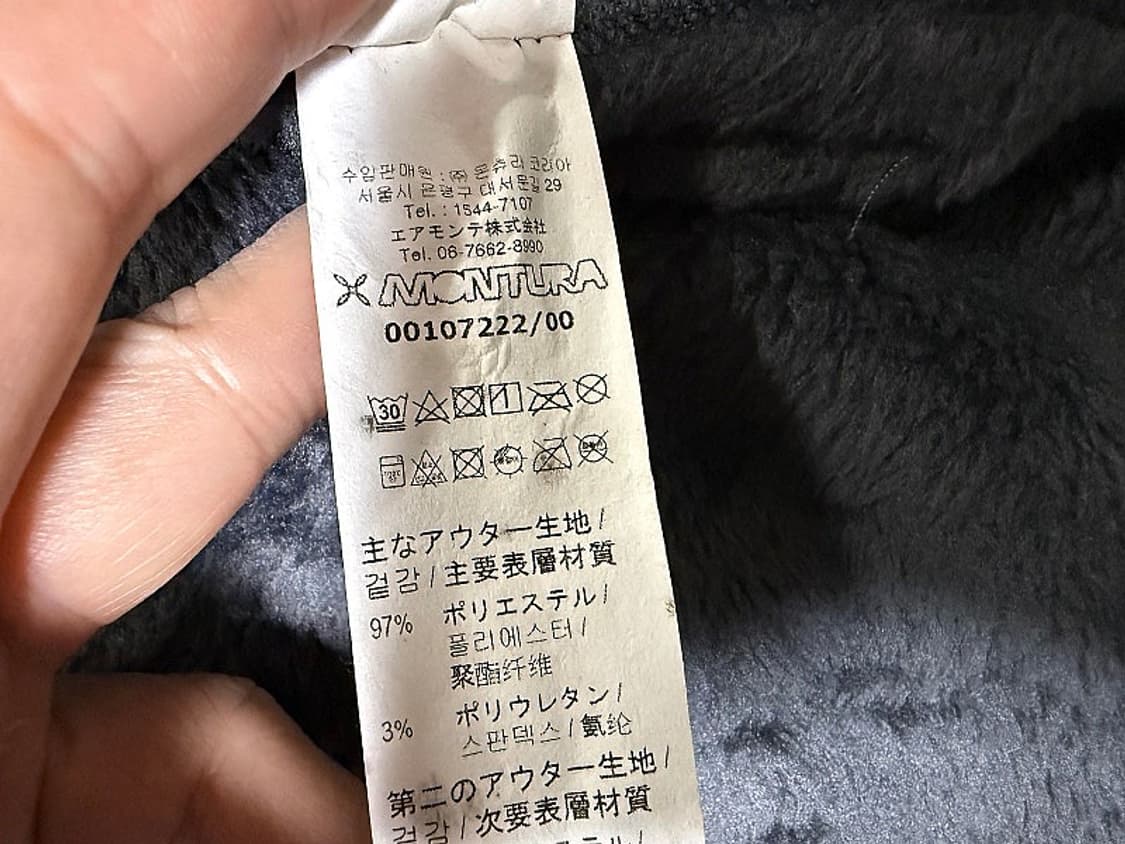 수입판매원 : ㈜ 몬츄라 코리아
서울시 은평구 대서문길 29
Tel. : 1544-7107
エアモンテ株式会社
Tel. 06-7662-8990
MONTURA
00107222/00
30
主なアウター生地 /
겉감 / 主要表層材質
97% ポリエステル /
폴리에스터 /
聚酯纤维
3% ポリウレタン /
스판덱스 / 氨纶
第二のアウター生地 /
겉감 / 次要表層材質